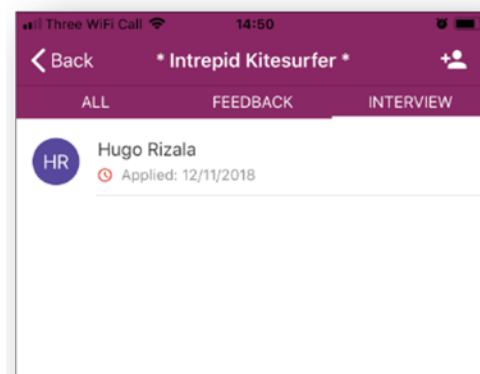 Three WiFi Call 14:50
Back * Intrepid Kitesurfer *
ALL FEEDBACK INTERVIEW
HR Hugo Rizala
Applied: 12/11/2018